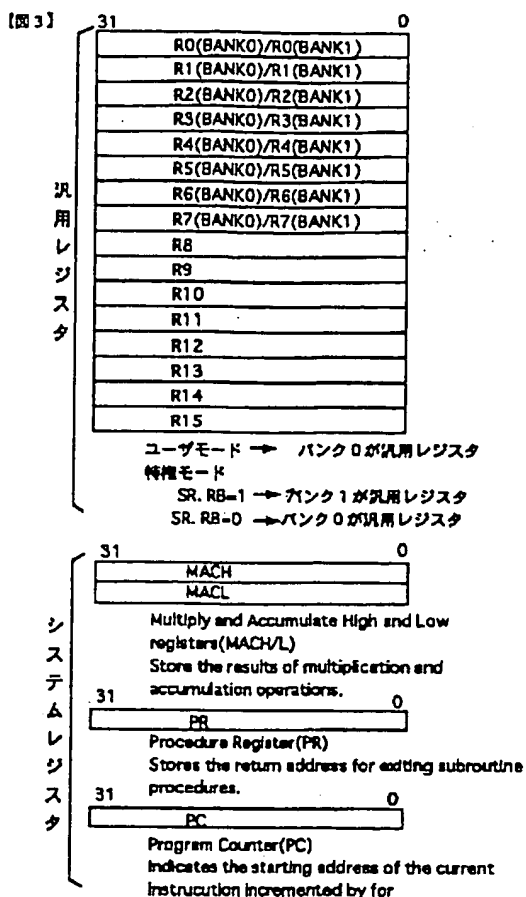 【図3】
31 0
R0(BANK0)/R0(BANK1)
R1(BANK0)/R1(BANK1)
R2(BANK0)/R2(BANK1)
R3(BANK0)/R3(BANK1)
R4(BANK0)/R4(BANK1)
R5(BANK0)/R5(BANK1)
R6(BANK0)/R6(BANK1)
R7(BANK0)/R7(BANK1)
R8
R9
R10
R11
R12
R13
R14
R15
汎用レジスタ
ユーザモード → バンク0が汎用レジスタ
特権モード
SR. RB=1 → バンク1が汎用レジスタ
SR. RB=0 → バンク0が汎用レジスタ
システムレジスタ
31 0
MACH
MACL
Multiply and Accumulate High and Low
registers(MACH/L)
Store the results of multiplication and
accumulation operations.
31 0
PR
Procedure Register(PR)
Stores the return address for exiting subroutine
procedures.
31 0
PC
Program Counter(PC)
Indicates the starting address of the current
instrucution incremented by for